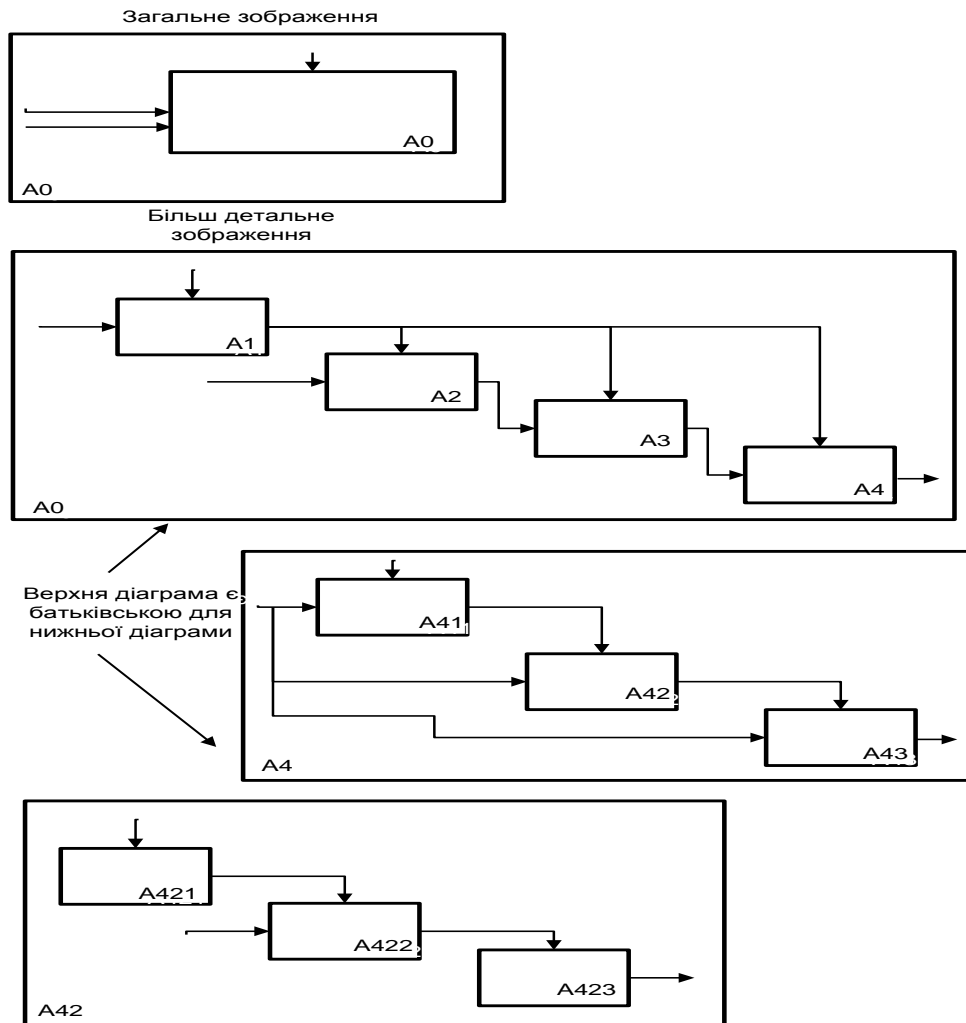 Загальне зображення
A0
A0
Більш детальне
зображення
A1
A2
A3
A4
A0
Верхня діаграма є
батьківською для
нижньої діаграми
A41
A42
A43
A4
A421
A422
A423
A42